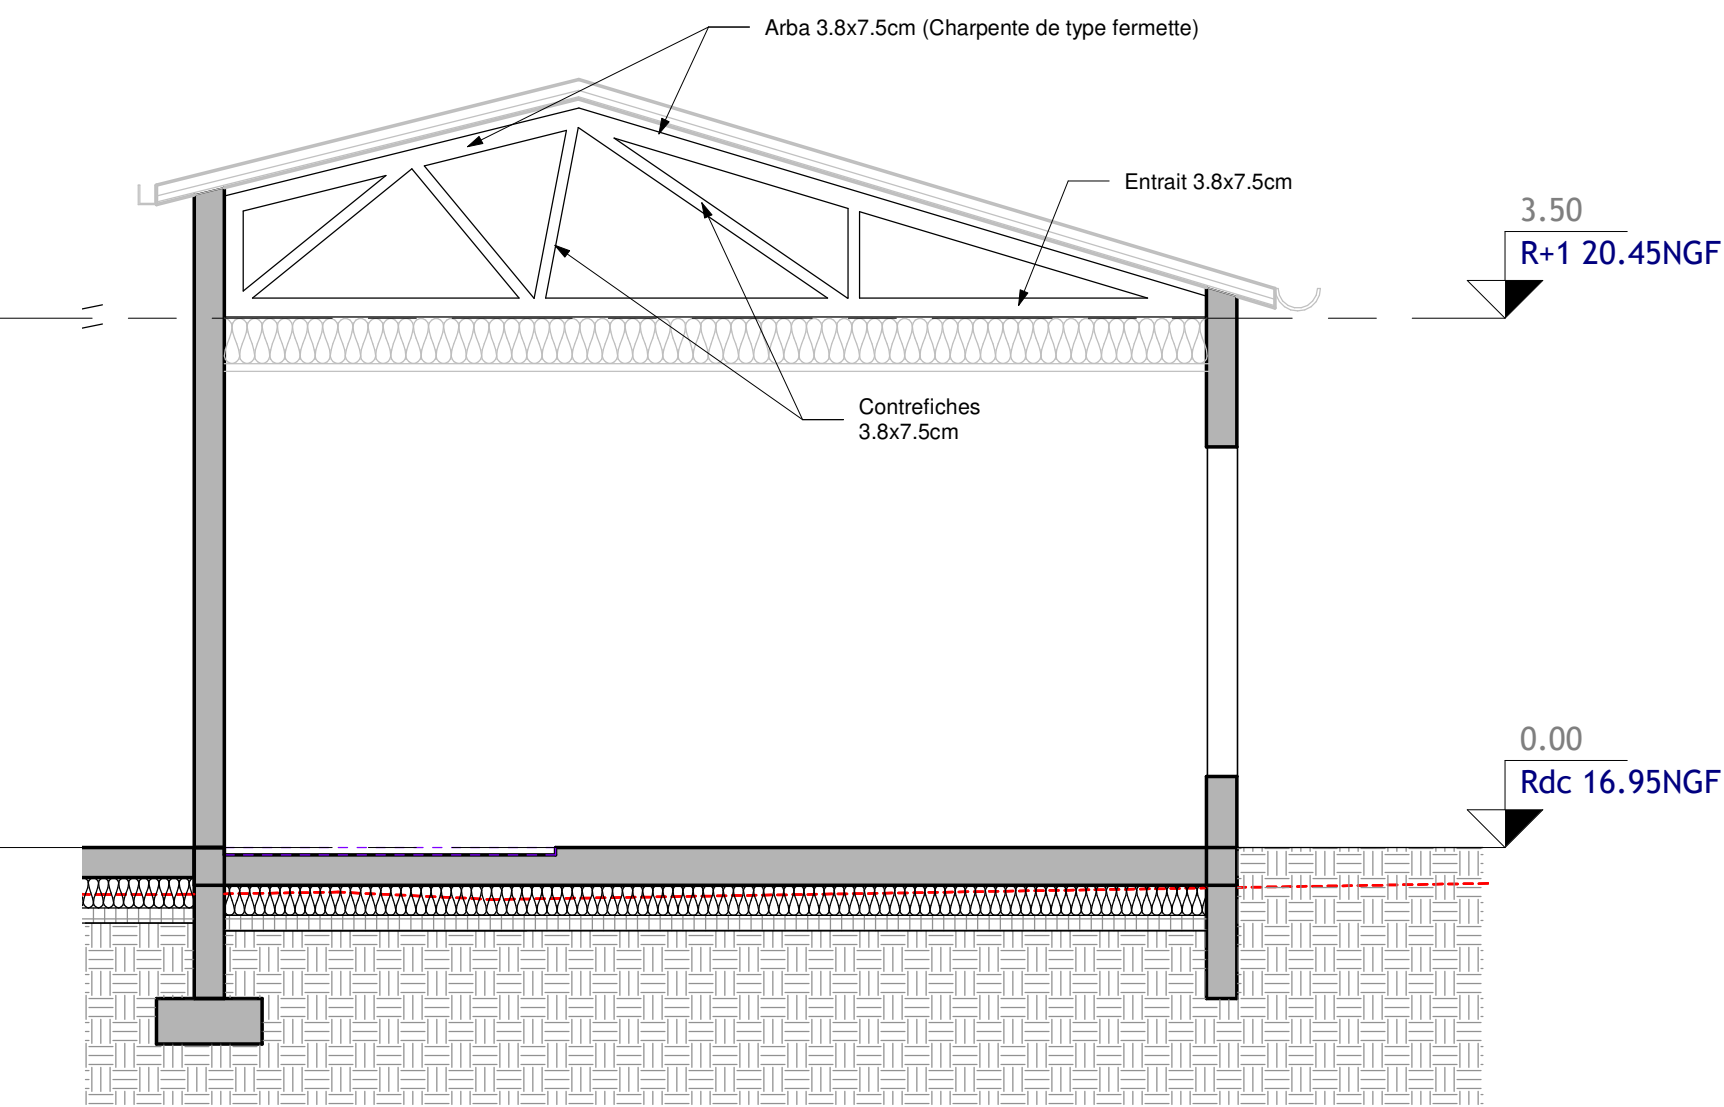 Arba 3.8x7.5cm (Charpente de type fermette)
Entrait 3.8x7.5cm
3.50
R+1 20.45NGF
Contrefiches
3.8x7.5cm
0.00
Rdc 16.95NGF